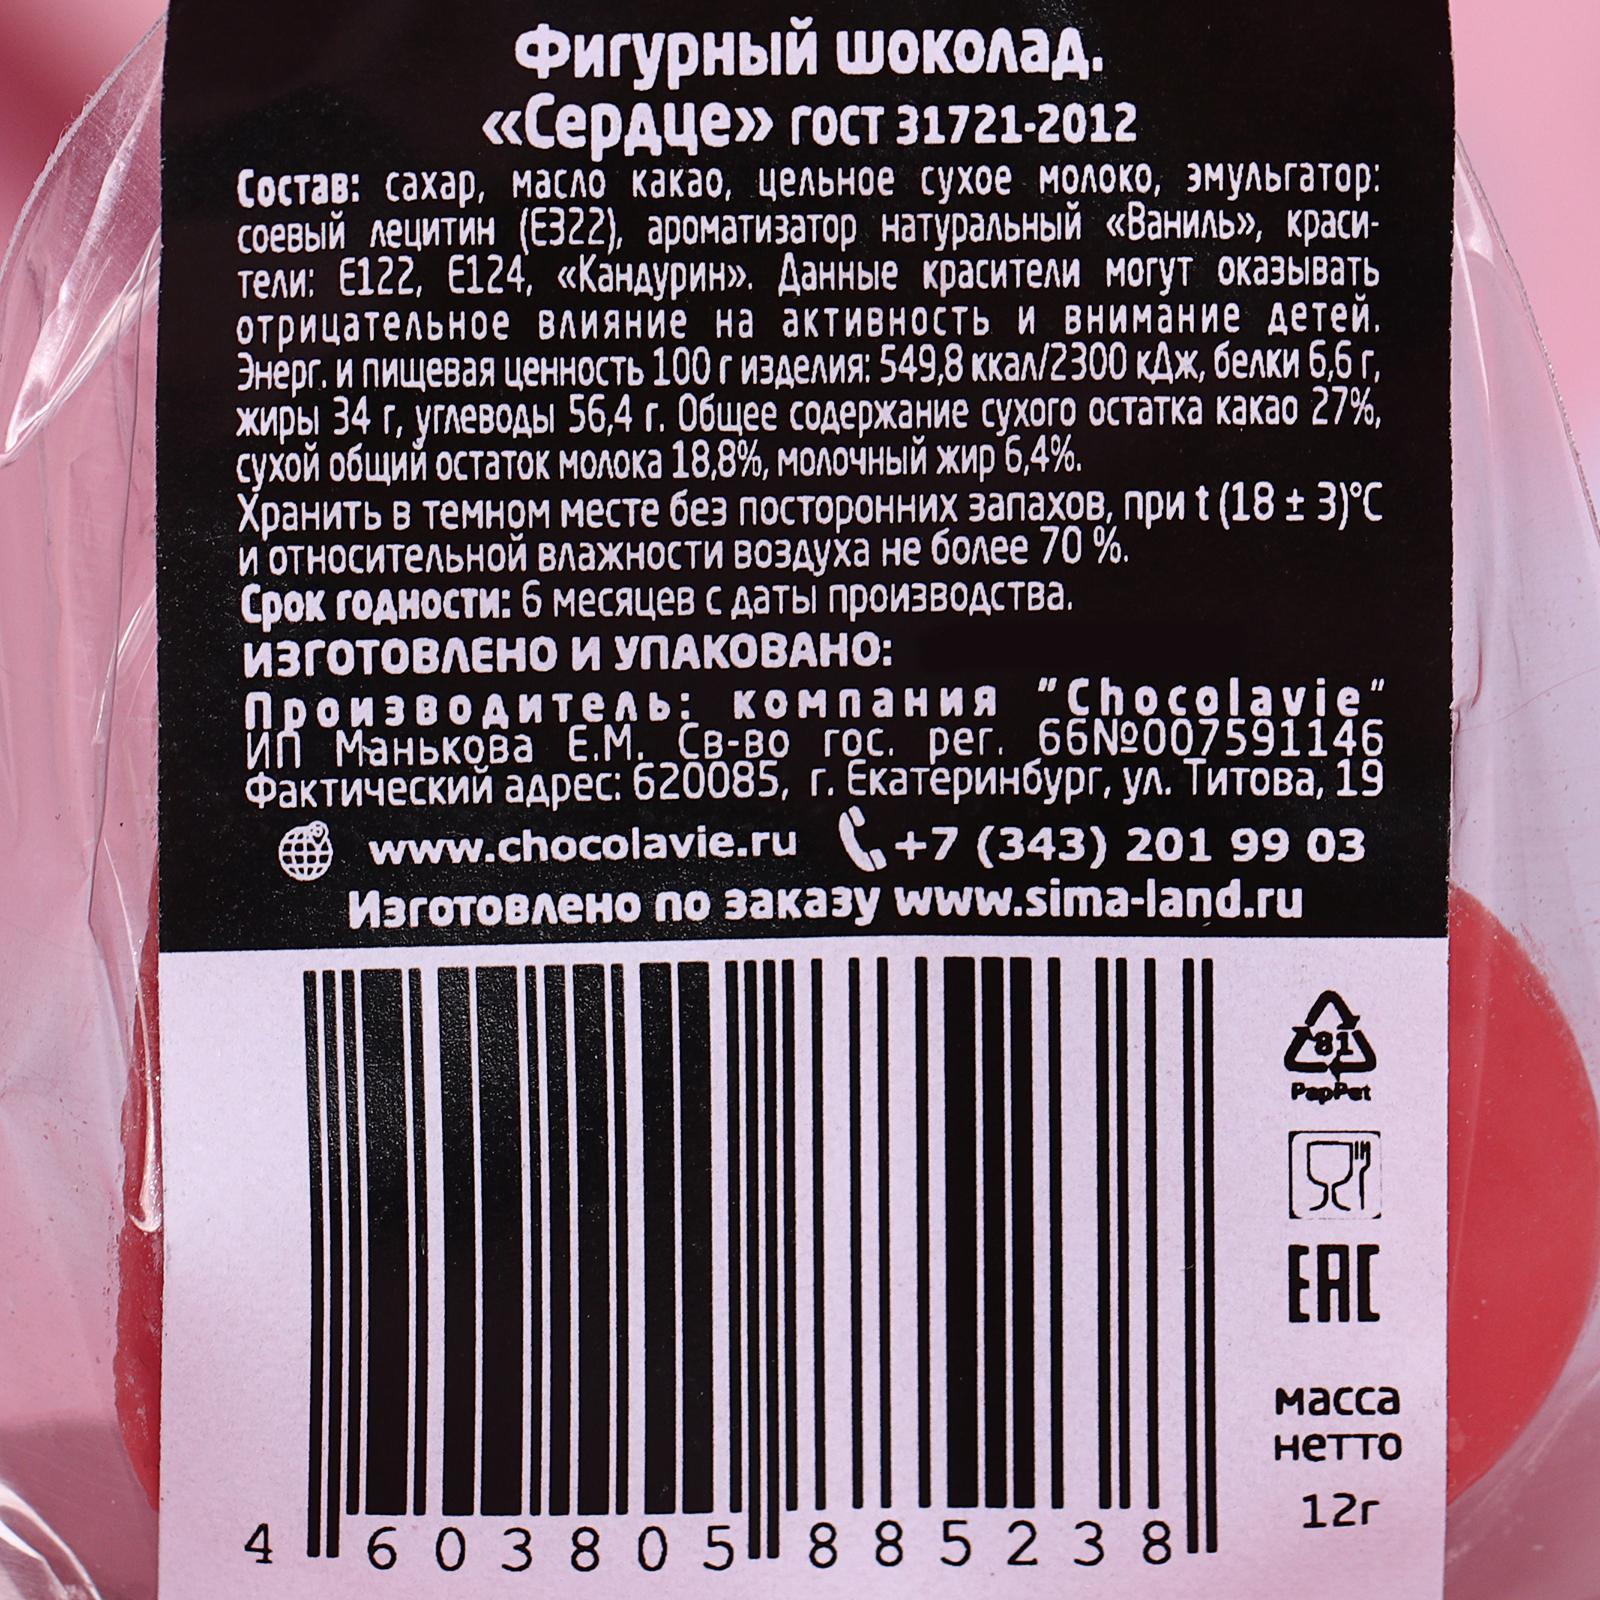 Фигурный шоколад.
«Сердце» ГОСТ 31721-2012
Состав: сахар, масло какао, цельное сухое молоко, эмульгатор:
соевый лецитин (Е322), ароматизатор натуральный «Ваниль», краси-
тели: Е122, Е124, «Кандурин». Данные красители могут оказывать
отрицательное влияние на активность и внимание детей.
Энерг. и пищевая ценность 100 г изделия: 549,8 ккал/2300 кДж, белки 6,6 г,
жиры 34 г, углеводы 56,4 г. Общее содержание сухого остатка какао 27%,
сухой общий остаток молока 18,8%, молочный жир 6,4%.
Хранить в темном месте без посторонних запахов, при t (18 ± 3)°С
и относительной влажности воздуха не более 70 %.
Срок годности: 6 месяцев с даты производства.
ИЗГОТОВЛЕНО И УПАКОВАНО:
Производитель: компания "Chocolavie"
ИП Манькова Е.М. Св-во гос. рег. 66№007591146
Фактический адрес: 620085, г. Екатеринбург, ул. Титова, 19
www.chocolavie.ru +7 (343) 201 99 03
Изготовлено по заказу www.sima-land.ru
81
PapPet
EAC
масса
нетто
12г
4 603805 885238